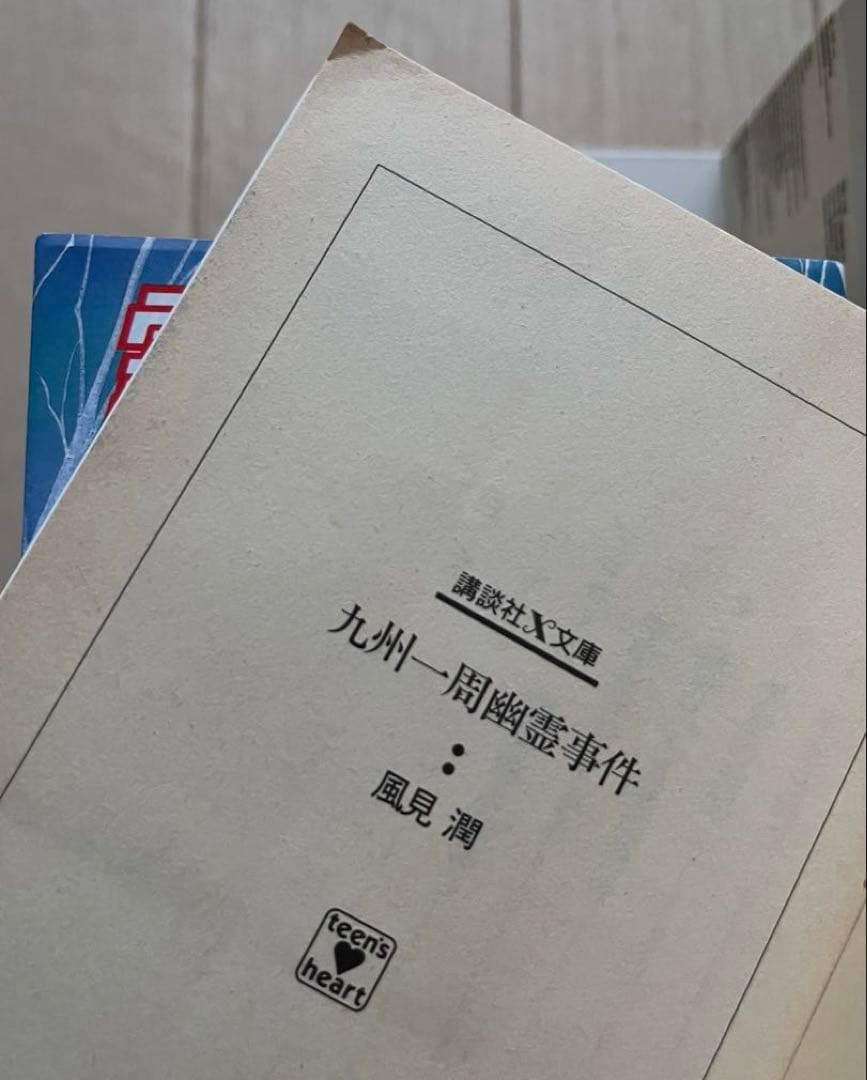 講談社X文庫
九州一周幽霊事件
風見 潤
teen's
heart